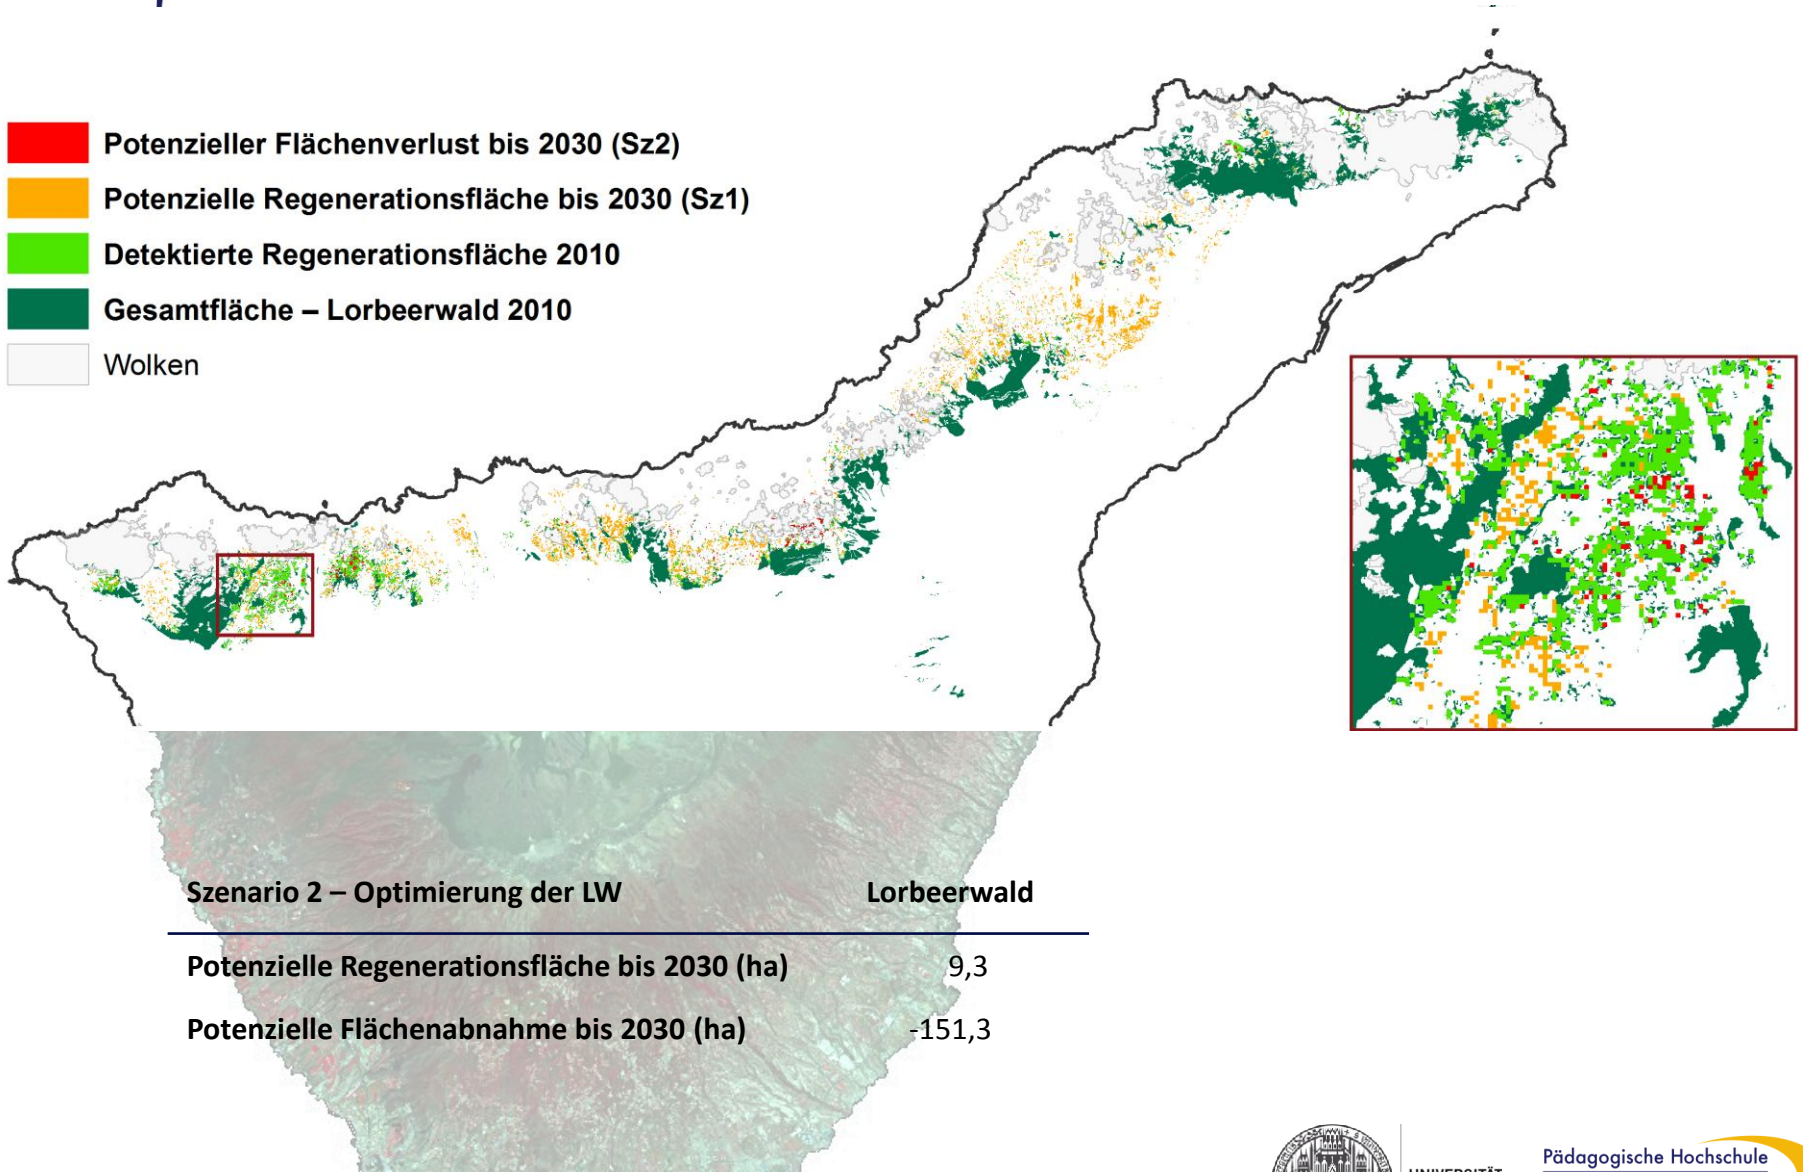 Potenzieller Flächenverlust bis 2030 (Sz2)
Potenzielle Regenerationsfläche bis 2030 (Sz1)
Detektierte Regenerationsfläche 2010
Gesamtfläche – Lorbeerwald 2010
Wolken
Szenario 2 – Optimierung der LW Lorbeerwald
Potenzielle Regenerationsfläche bis 2030 (ha) 9,3
Potenzielle Flächenabnahme bis 2030 (ha) -151,3
UNIVERSITÄT
Pädagogische Hochschule